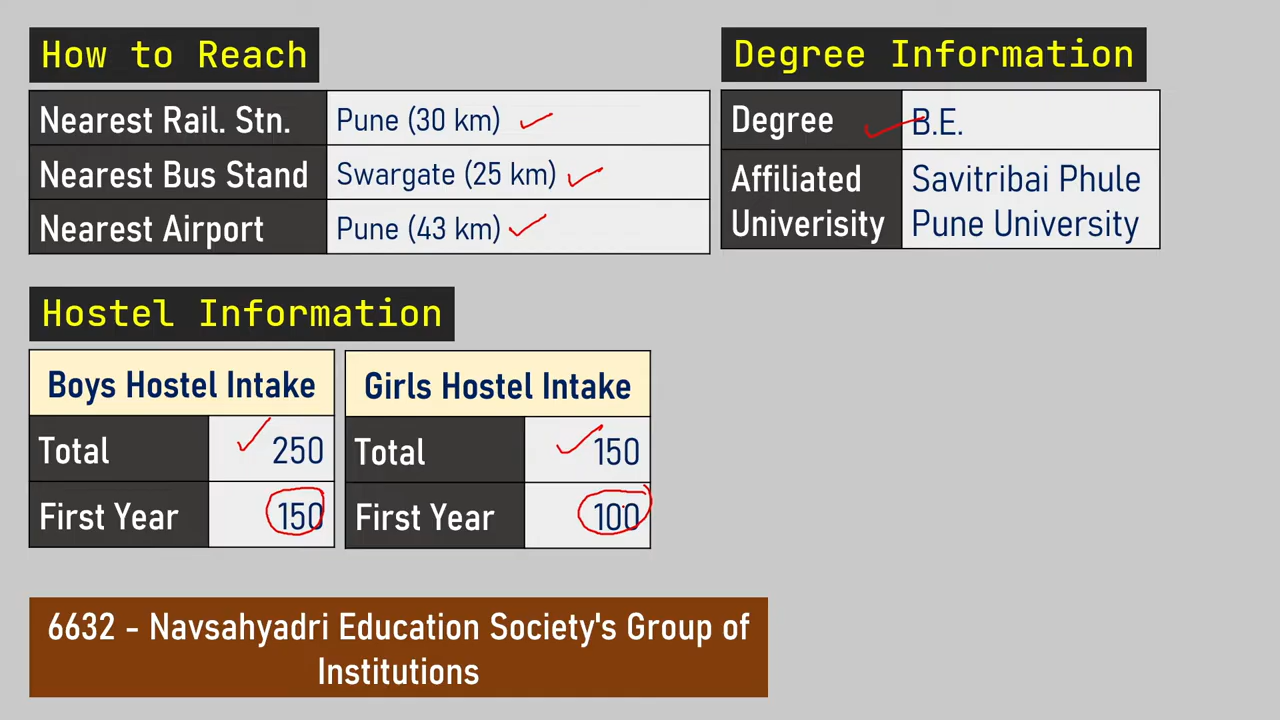 How to Reach
Nearest Rail. Stn. Pune (30 km)
Nearest Bus Stand Swargate (25 km)
Nearest Airport Pune (43 km)
Degree Information
Degree B.E.
Affiliated Savitribai Phule
Univerisity Pune University
Hostel Information
Boys Hostel Intake
Total 250
First Year 150
Girls Hostel Intake
Total 150
First Year 100
6632 - Navsahyadri Education Society's Group of
Institutions